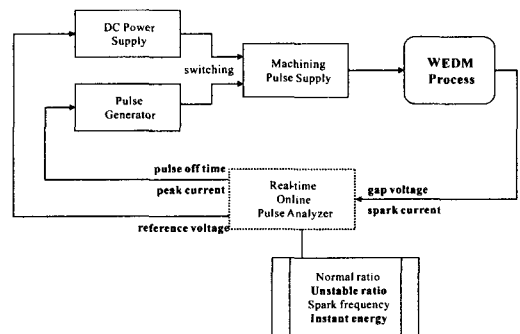 DC Power
Supply
switching
Machining
Pulse Supply
WEDM
Process
Pulse
Generator
pulse off time
peak current
reference voltage
Real-time
Online
Pulse Analyzer
gap voltage
spark current
Normal ratio
Unstable ratio
Spark frequency
Instant energy